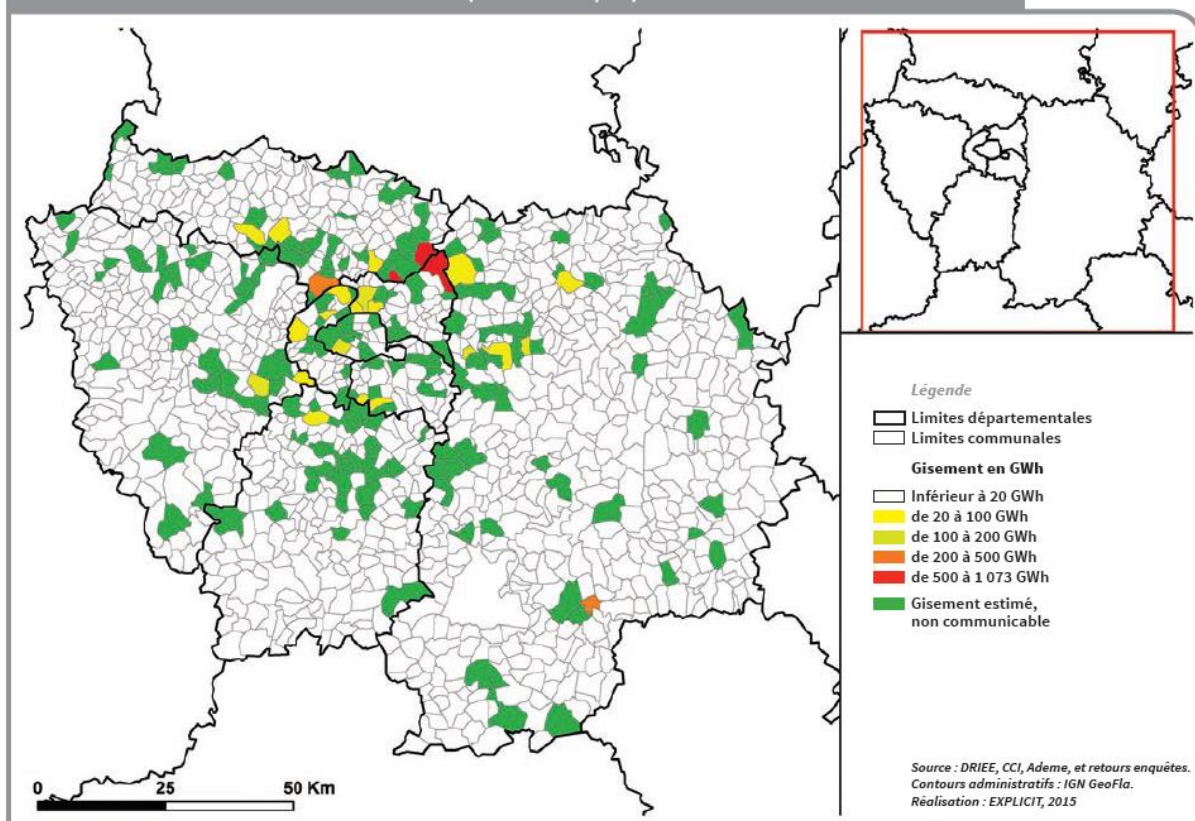 0 25 50 Km
Légende
Limites départementales
Limites communales
Gisement en GWh
Inférieur à 20 GWh
de 20 à 100 GWh
de 100 à 200 GWh
de 200 à 500 GWh
de 500 à 1 073 GWh
Gisement estimé,
non communicable
Source : DRIEE, CCI, Ademe, et retours enquêtes.
Contours administratifs : IGN GeoFla.
Réalisation : EXPLICIT, 2015